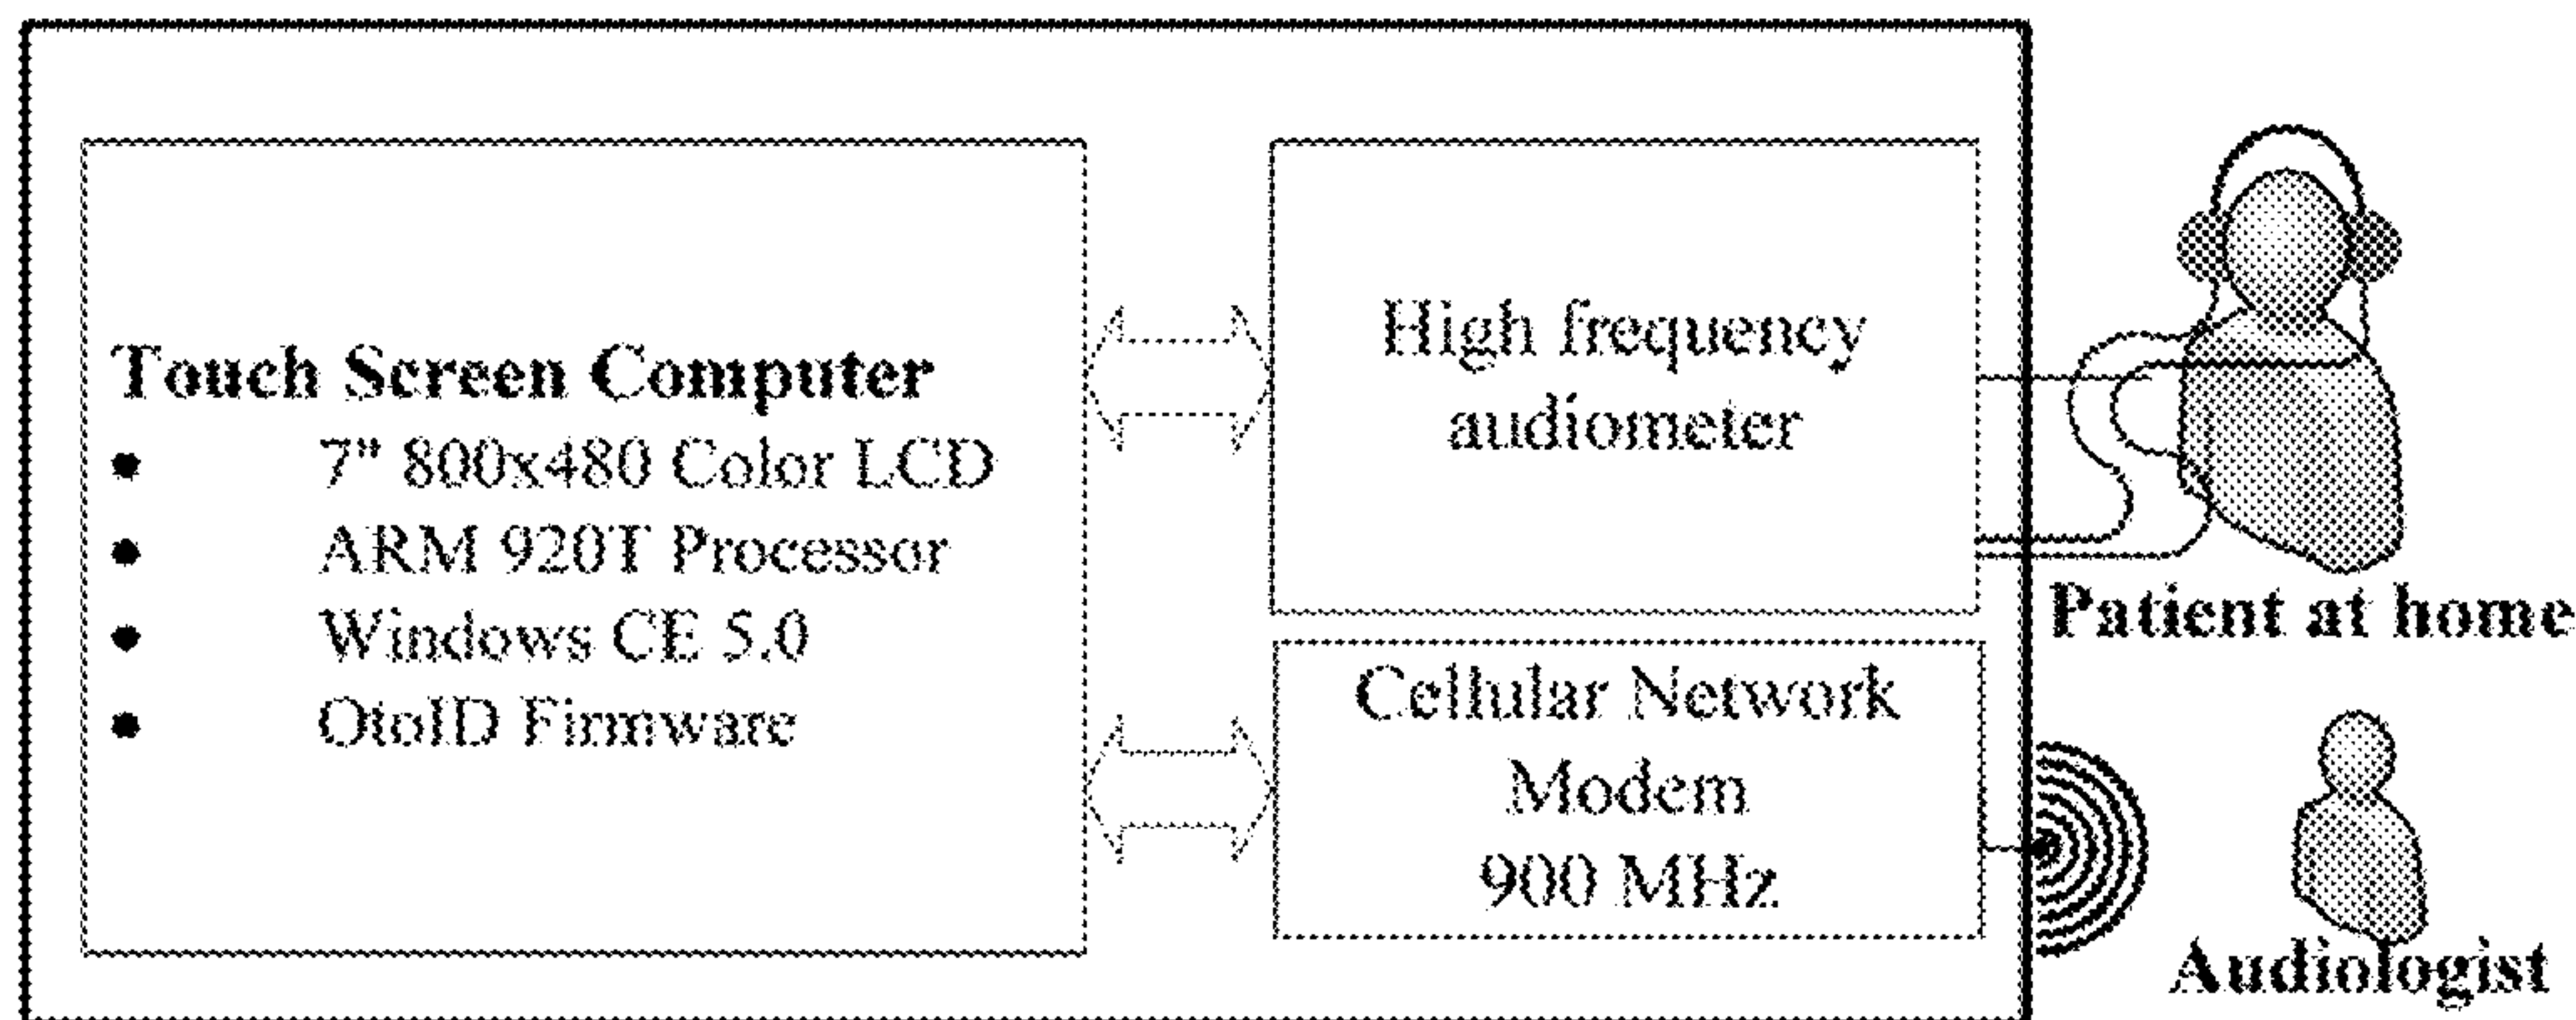 Touch Screen Computer
• 7" 800x480 Color LCD
• ARM 920T Processor
• Windows CE 5.0
• OtoID Firmware
High frequency
audiometer
Cellular Network
Modem
900 MHz
Patient at home
Audiologist